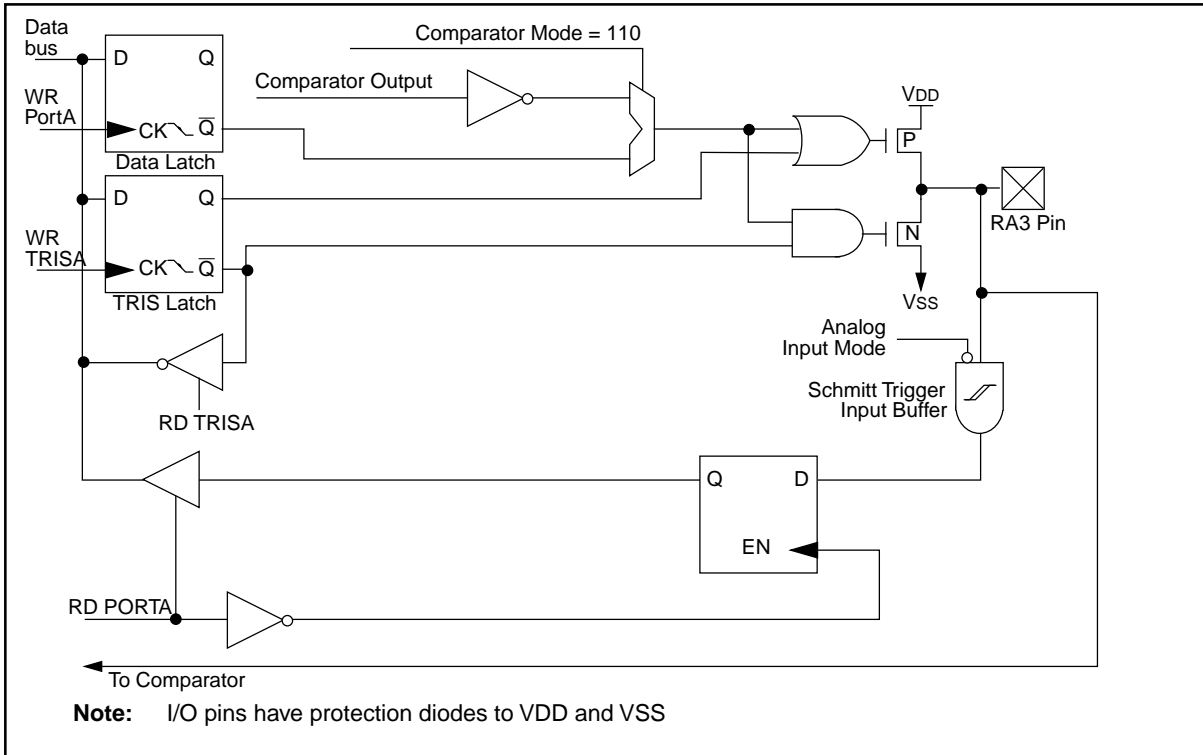 Data
bus
D Q
Comparator Mode = 110
Comparator Output
WR
PortA
CK Q
Data Latch
VDD
P
D Q
RA3 Pin
WR
TRISA
CK Q
TRIS Latch
N
VSS
Analog
Input Mode
Schmitt Trigger
Input Buffer
RD TRISA
Q D
EN
RD PORTA
To Comparator
Note: I/O pins have protection diodes to VDD and VSS